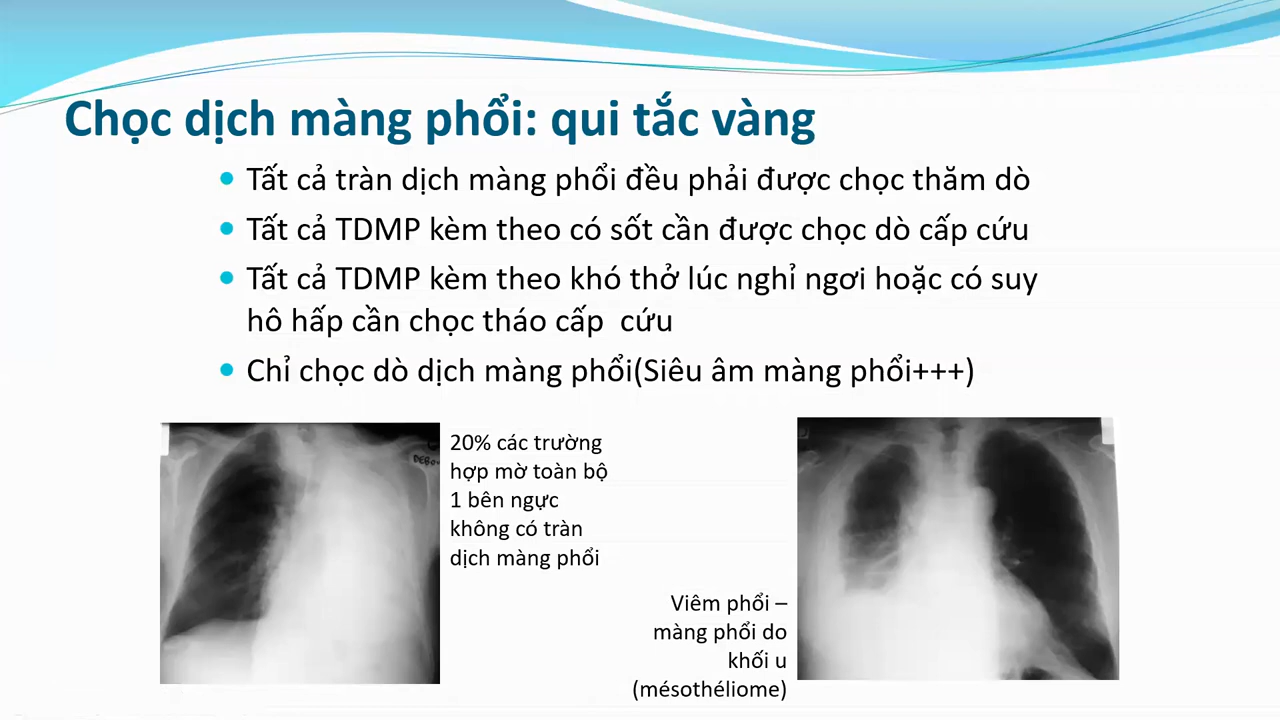 Chọc dịch màng phổi: qui tắc vàng
Tất cả tràn dịch màng phổi đều phải được chọc thăm dò
Tất cả TDMP kèm theo có sốt cần được chọc dò cấp cứu
Tất cả TDMP kèm theo khó thở lúc nghỉ ngơi hoặc có suy
hô hấp cần chọc tháo cấp cứu
Chỉ chọc dò dịch màng phổi(Siêu âm màng phổi+++)
20% các trường
hợp mờ toàn bộ
1 bên ngực
không có tràn
dịch màng phổi
Viêm phổi –
màng phổi do
khối u
(mésothéliome)